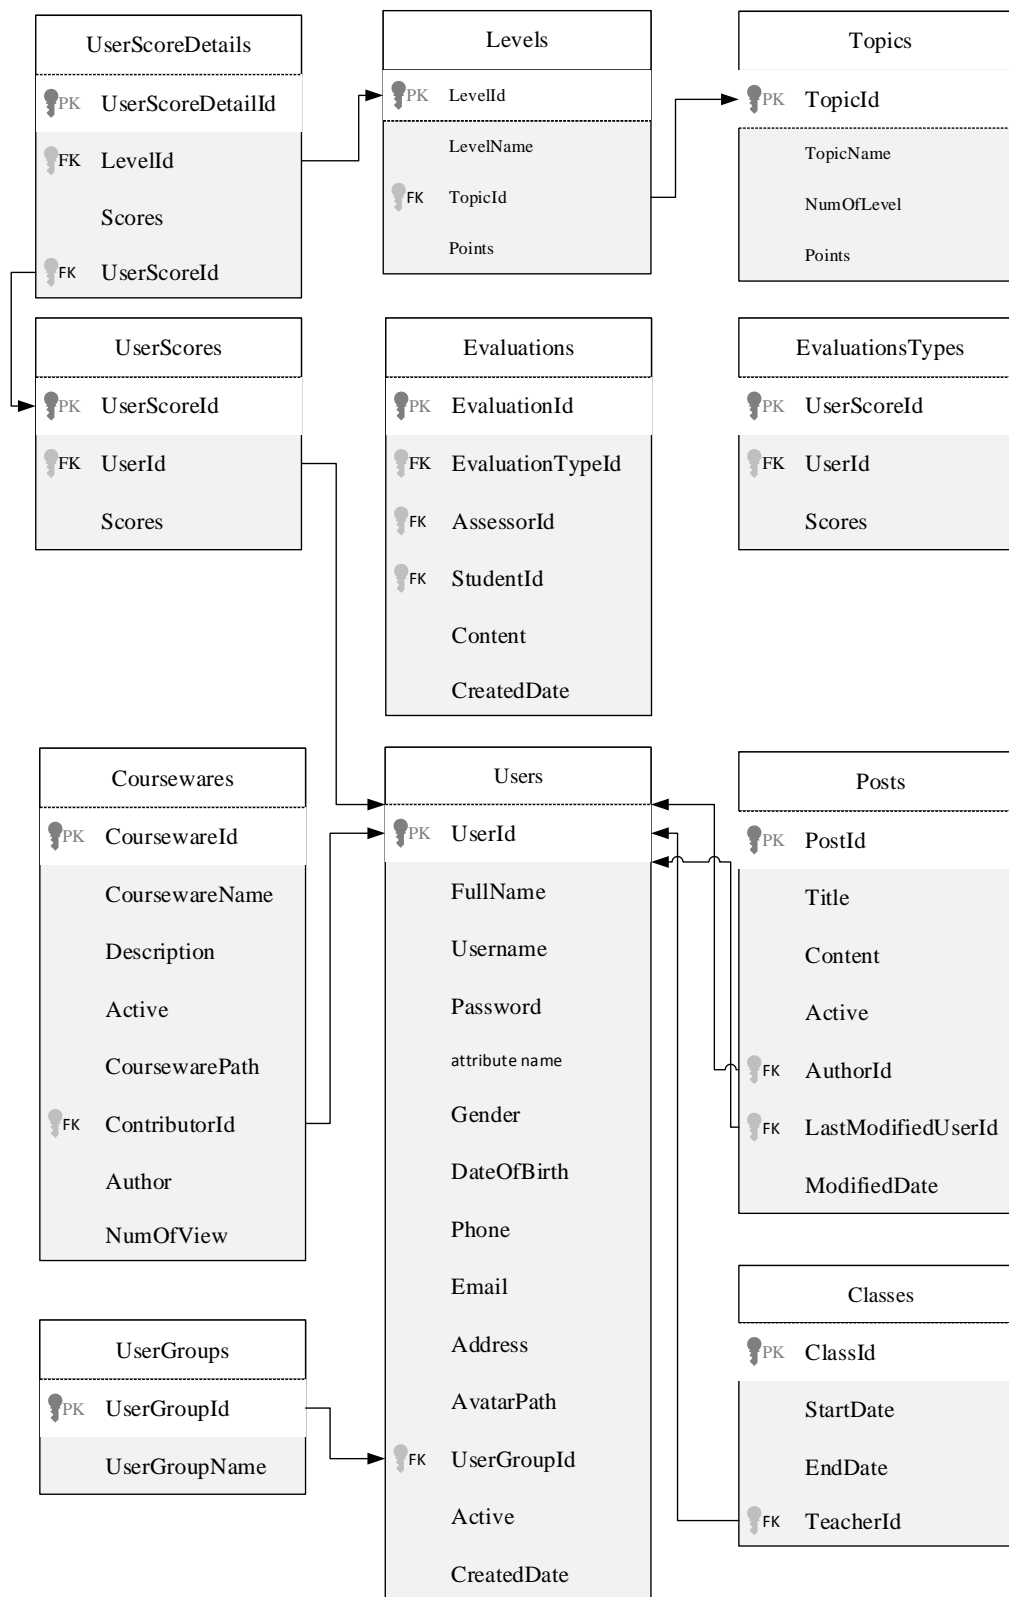 UserScoreDetails
PK UserScoreDetailId
FK LevelId
Scores
FK UserScoreId
Levels
PK LevelId
LevelName
FK TopicId
Points
Topics
PK TopicId
TopicName
NumOfLevel
Points
UserScores
PK UserScoreId
FK UserId
Scores
Evaluations
PK EvaluationId
FK EvaluationTypeId
FK AssessorId
FK StudentId
Content
CreatedDate
EvaluationsTypes
PK UserScoreId
FK UserId
Scores
Coursewares
PK CoursewareId
CoursewareName
Description
Active
CoursewarePath
FK ContributorId
Author
NumOfView
Users
PK UserId
FullName
Username
Password
attribute name
Gender
DateOfBirth
Phone
Email
Address
AvatarPath
FK UserGroupId
Active
CreatedDate
Posts
PK PostId
Title
Content
Active
FK AuthorId
FK LastModifiedUserId
ModifiedDate
UserGroups
PK UserGroupId
UserGroupName
Classes
PK ClassId
StartDate
EndDate
FK TeacherId